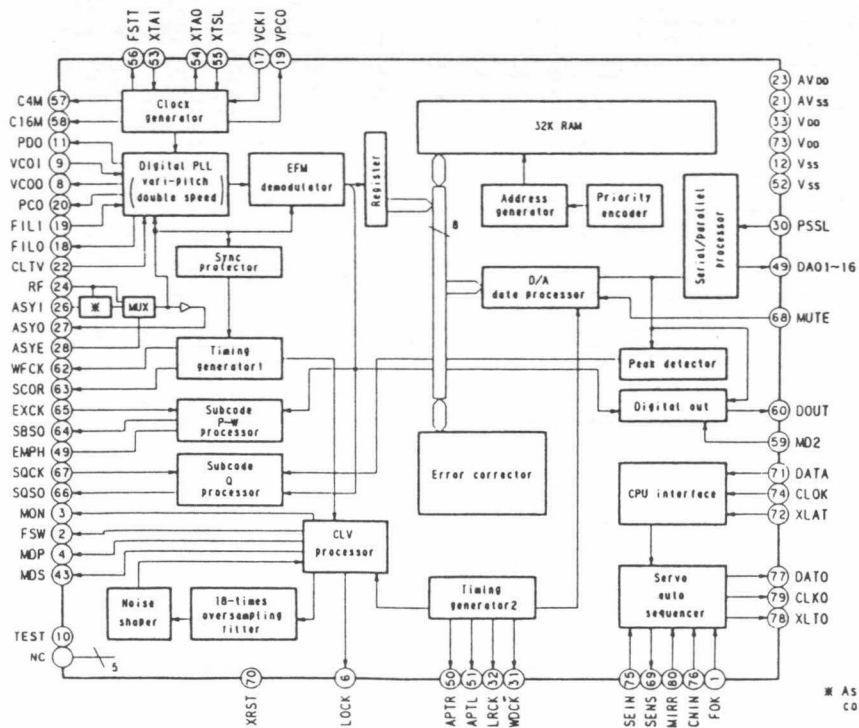 FSTT XTAI XTAO XTSL VCKI VPCO
56 53 54 55 17 19
C4M 57
C16M 58
PDO 11
VCOI 9
VCOO 8
PCO 20
FILI 19
FILO 18
CLTV 22
RF 24
ASYI 26
ASYO 27
ASYE 28
WFCK 62
SCOR 63
EXCK 65
SBSO 64
EMPH 49
SQCK 67
SQSO 66
MON 3
FSW 2
MDP 4
MDS 43
TEST 10
NC
5
Clock
generator
Digital PLL
( vari-pitch
double speed )
EFM
demodulator
Register
Sync
protector
※
MUX
Timing
generator1
Subcode
P-W
processor
Subcode
Q
processor
CLV
processor
Noise
shaper
18-times
oversampling
filter
32K RAM
8
Address
generator
Priority
encoder
Serial/parallel
processor
D/A
data processor
Peak detector
Digital out
Error corrector
CPU interface
Timing
generator2
Servo
auto
sequencer
23 AVDD
21 AVSS
33 VDD
73 VDD
12 VSS
52 VSS
30 PSSL
49 DA01~16
68 MUTE
60 DOUT
59 MD2
71 DATA
74 CLOK
72 XLAT
77 DATO
79 CLKO
78 XLTO
70 6 50 51 32 31 75 69 80 76 1
XRST LOCK APTR APTL LRCK WDCK SEIN SENS MIRR CNIN FOK
※ As
co